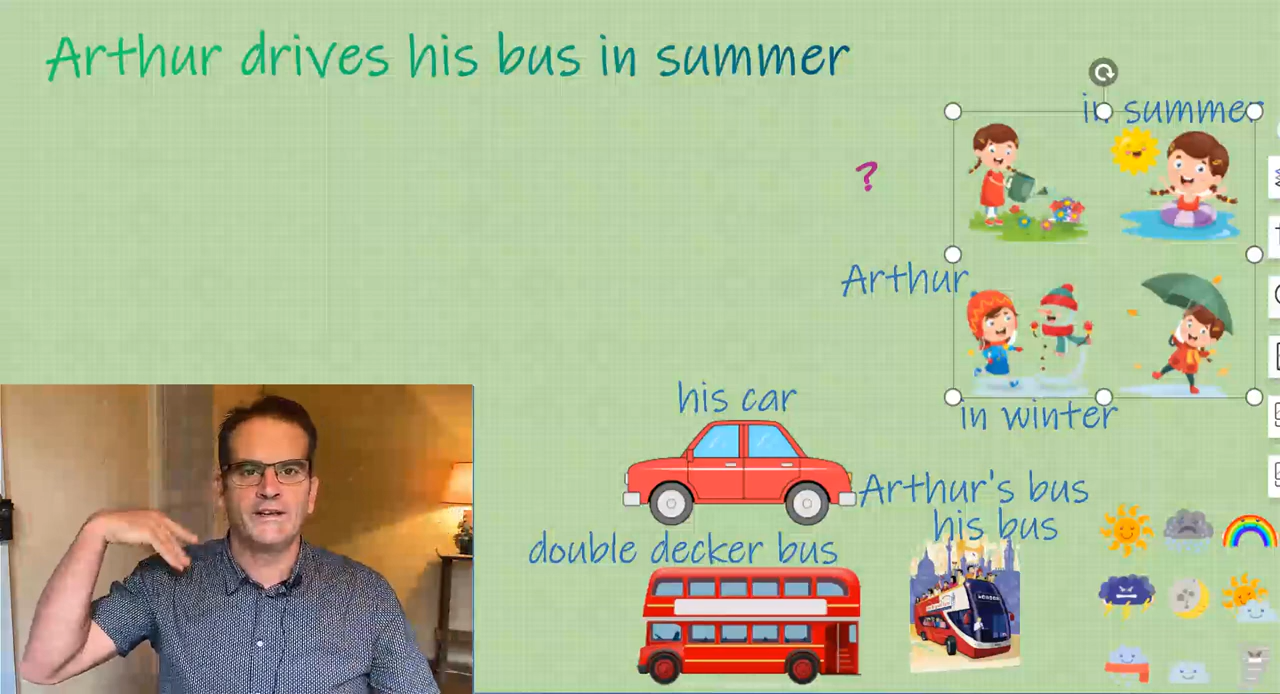 Arthur drives his bus in summer
in summer
?
Arthur
his car
in winter
Arthur's bus
his bus
double decker bus